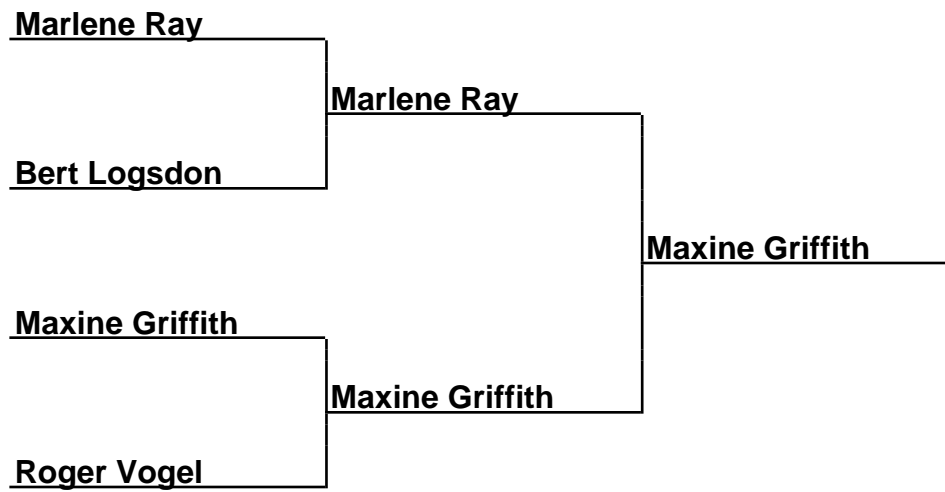 Marlene Ray
Marlene Ray
Bert Logsdon
Maxine Griffith
Maxine Griffith
Maxine Griffith
Roger Vogel